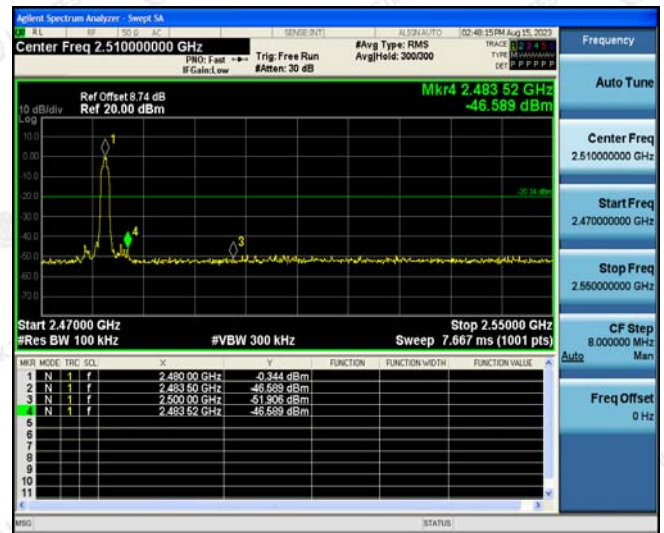 Agilent Spectrum Analyzer - Swept SA
RL RF 50 Ω AC SENSE:INT ALIGN AUTO 02:48:15 PM Aug 15, 2023
Center Freq 2.510000000 GHz
PNO: Fast
IFGain:Low
Trig: Free Run
#Atten: 30 dB
#Avg Type: RMS
Avg|Hold: 300/300
TRACE 1 2 3 4 5 6
TYPE
DET P P P P P P
Ref Offset 8.74 dB
Ref 20.00 dBm
10 dB/div
Log
Mkr4 2.483 52 GHz
-46.589 dBm
10.0
0.00
-10.0
-20.0
-30.0
-40.0
-50.0
-60.0
-70.0
1
4
3
-20.34 dBm
Start 2.47000 GHz
#Res BW 100 kHz
#VBW 300 kHz
Stop 2.55000 GHz
Sweep 7.667 ms (1001 pts)
MKR MODE TRC SCL X Y FUNCTION FUNCTION WIDTH FUNCTION VALUE
1 N 1 f 2.480 00 GHz -0.344 dBm
2 N 1 f 2.483 50 GHz -46.589 dBm
3 N 1 f 2.500 00 GHz -51.906 dBm
4 N 1 f 2.483 52 GHz -46.589 dBm
5
6
7
8
9
10
11
MSG STATUS
Frequency
Auto Tune
Center Freq
2.510000000 GHz
Start Freq
2.470000000 GHz
Stop Freq
2.550000000 GHz
CF Step
8.000000 MHz
Auto Man
Freq Offset
0 Hz